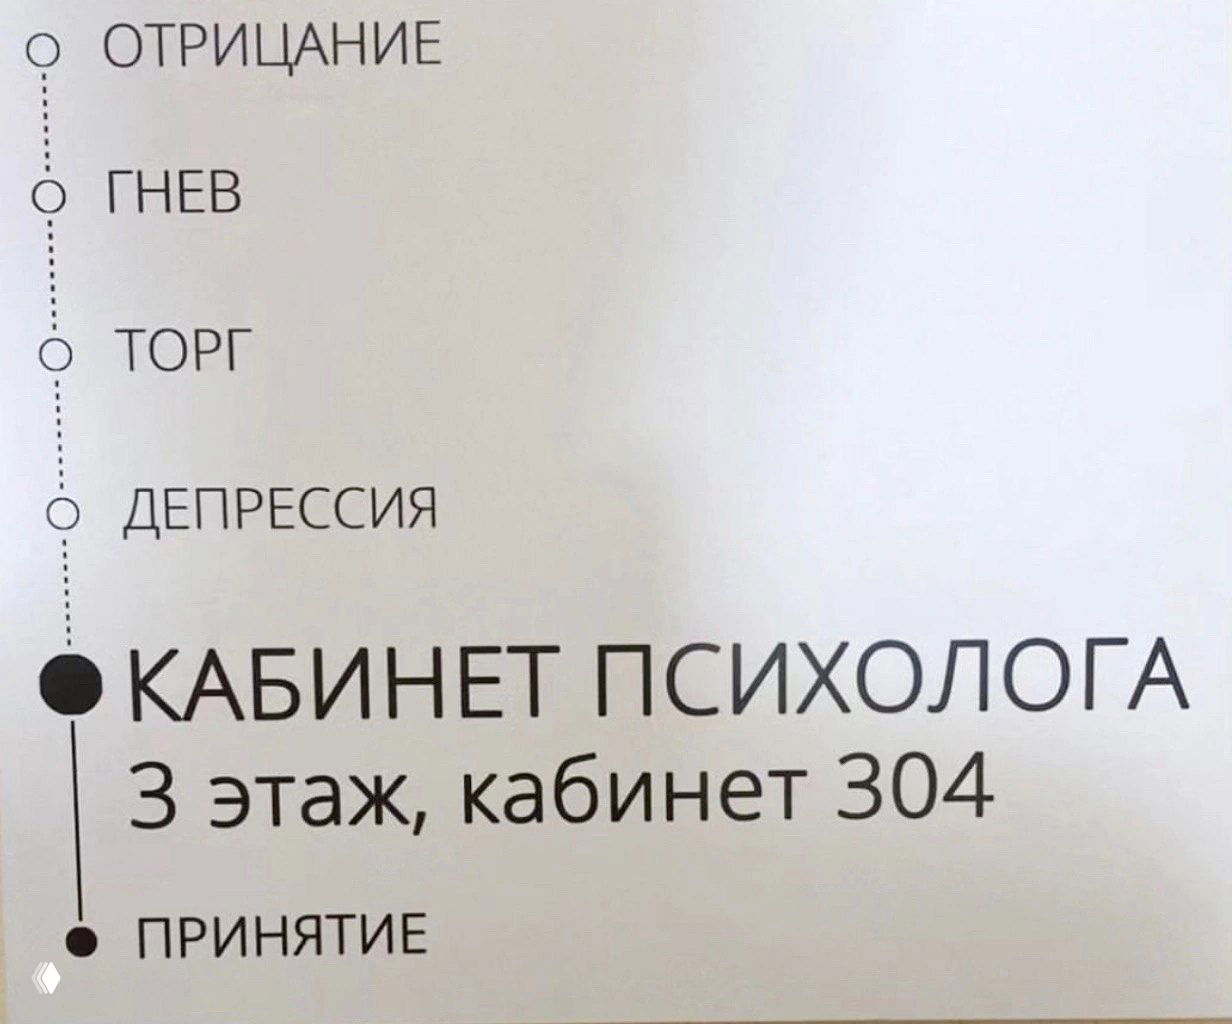 ОТРИЦАНИЕ
ГНЕВ
ТОРГ
ДЕПРЕССИЯ
КАБИНЕТ ПСИХОЛОГА
3 этаж, кабинет 304
ПРИНЯТИЕ